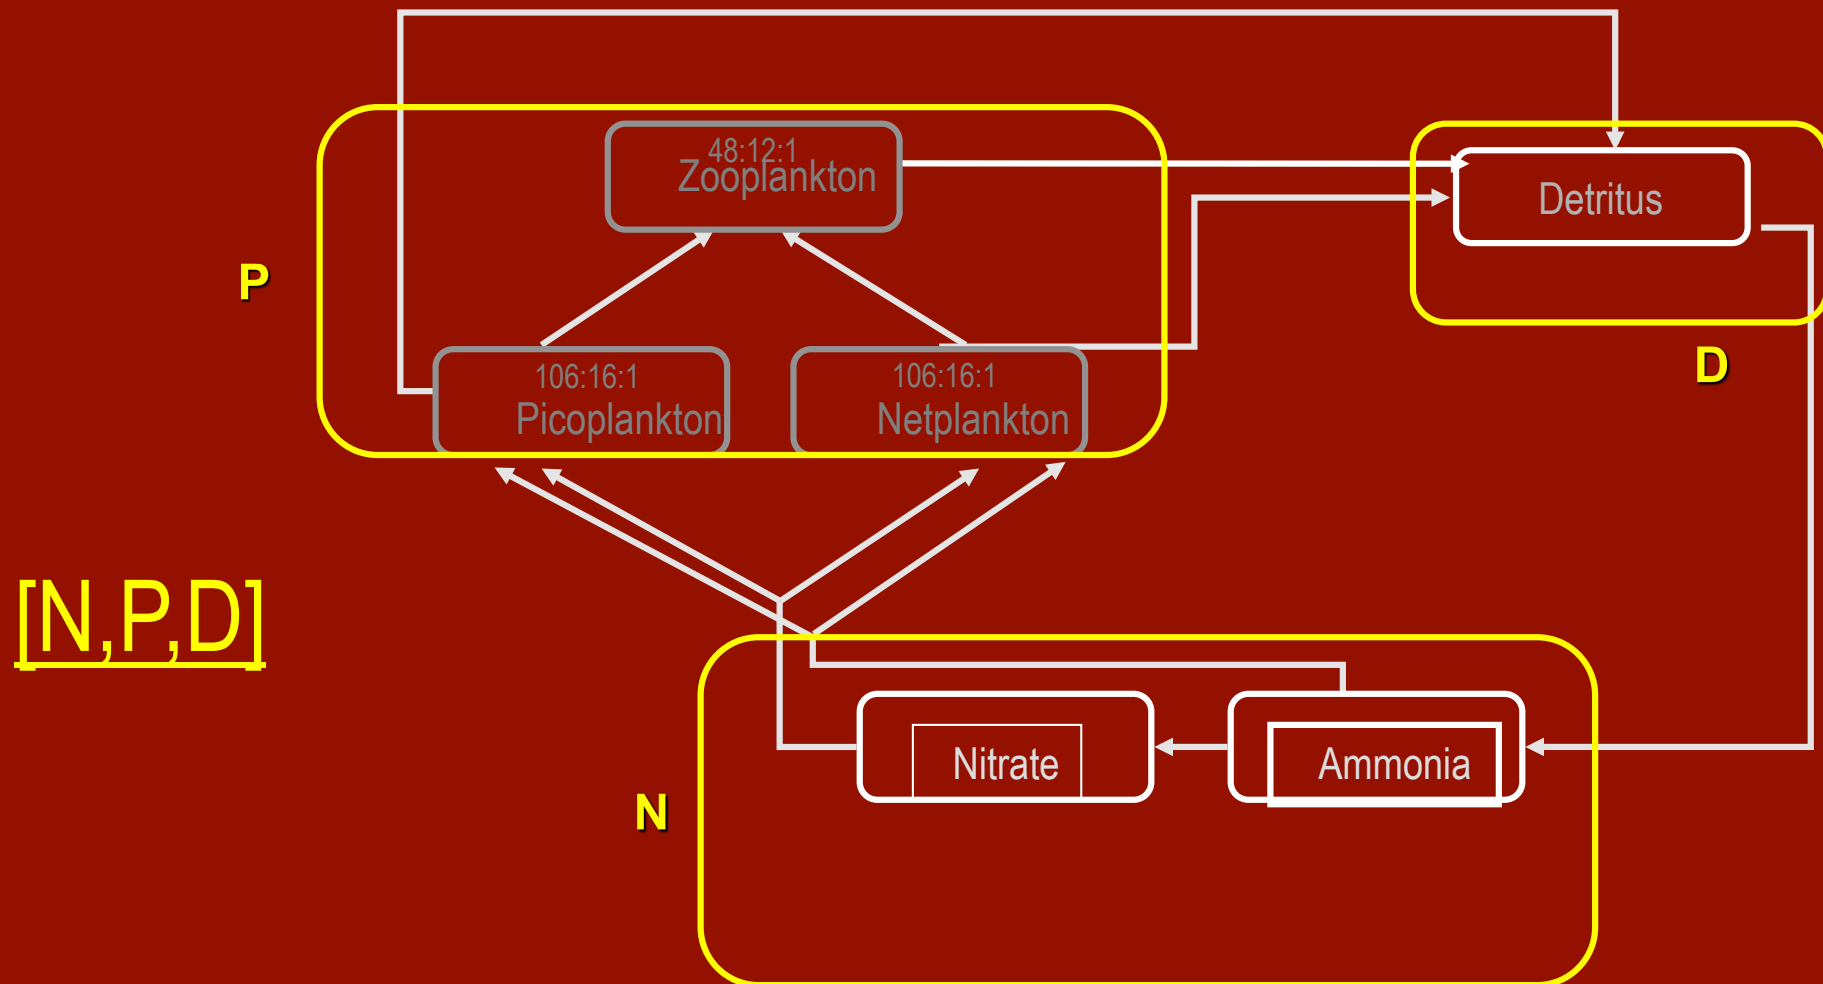 48:12:1
Zooplankton
Detritus
P
D
106:16:1
Picoplankton
106:16:1
Netplankton
[N,P,D]
Nitrate
Ammonia
N